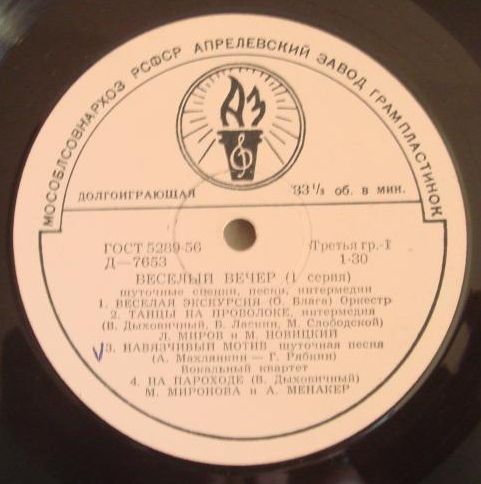 МОСОБЛСОВНАРХОЗ РСФСР АПРЕЛЕВСКИЙ ЗАВОД ГРАМПЛАСТИНОК
АЗ
ДОЛГОИГРАЮЩАЯ 33 1/3 об. в мин.
ГОСТ 5289-56 Третья гр.-I
Д—7653 1-30
ВЕСЕЛЫЙ ВЕЧЕР (1 серия)
шуточные сценки, песни, интермедии
1. ВЕСЕЛАЯ ЭКСКУРСИЯ (О. Блага) Оркестр
2. ТАНЦЫ НА ПРОВОЛОКЕ, интермедия
(В. Дыховичный, Б. Ласкин, М. Слободской)
Л. МИРОВ и М. НОВИЦКИЙ
3. НАВЯЗЧИВЫЙ МОТИВ шуточная песня
(А. Махлянкин — Г. Рябкин)
Вокальный квартет
4. НА ПАРОХОДЕ (В. Дыховичный)
М. МИРОНОВА и А. МЕНАКЕР